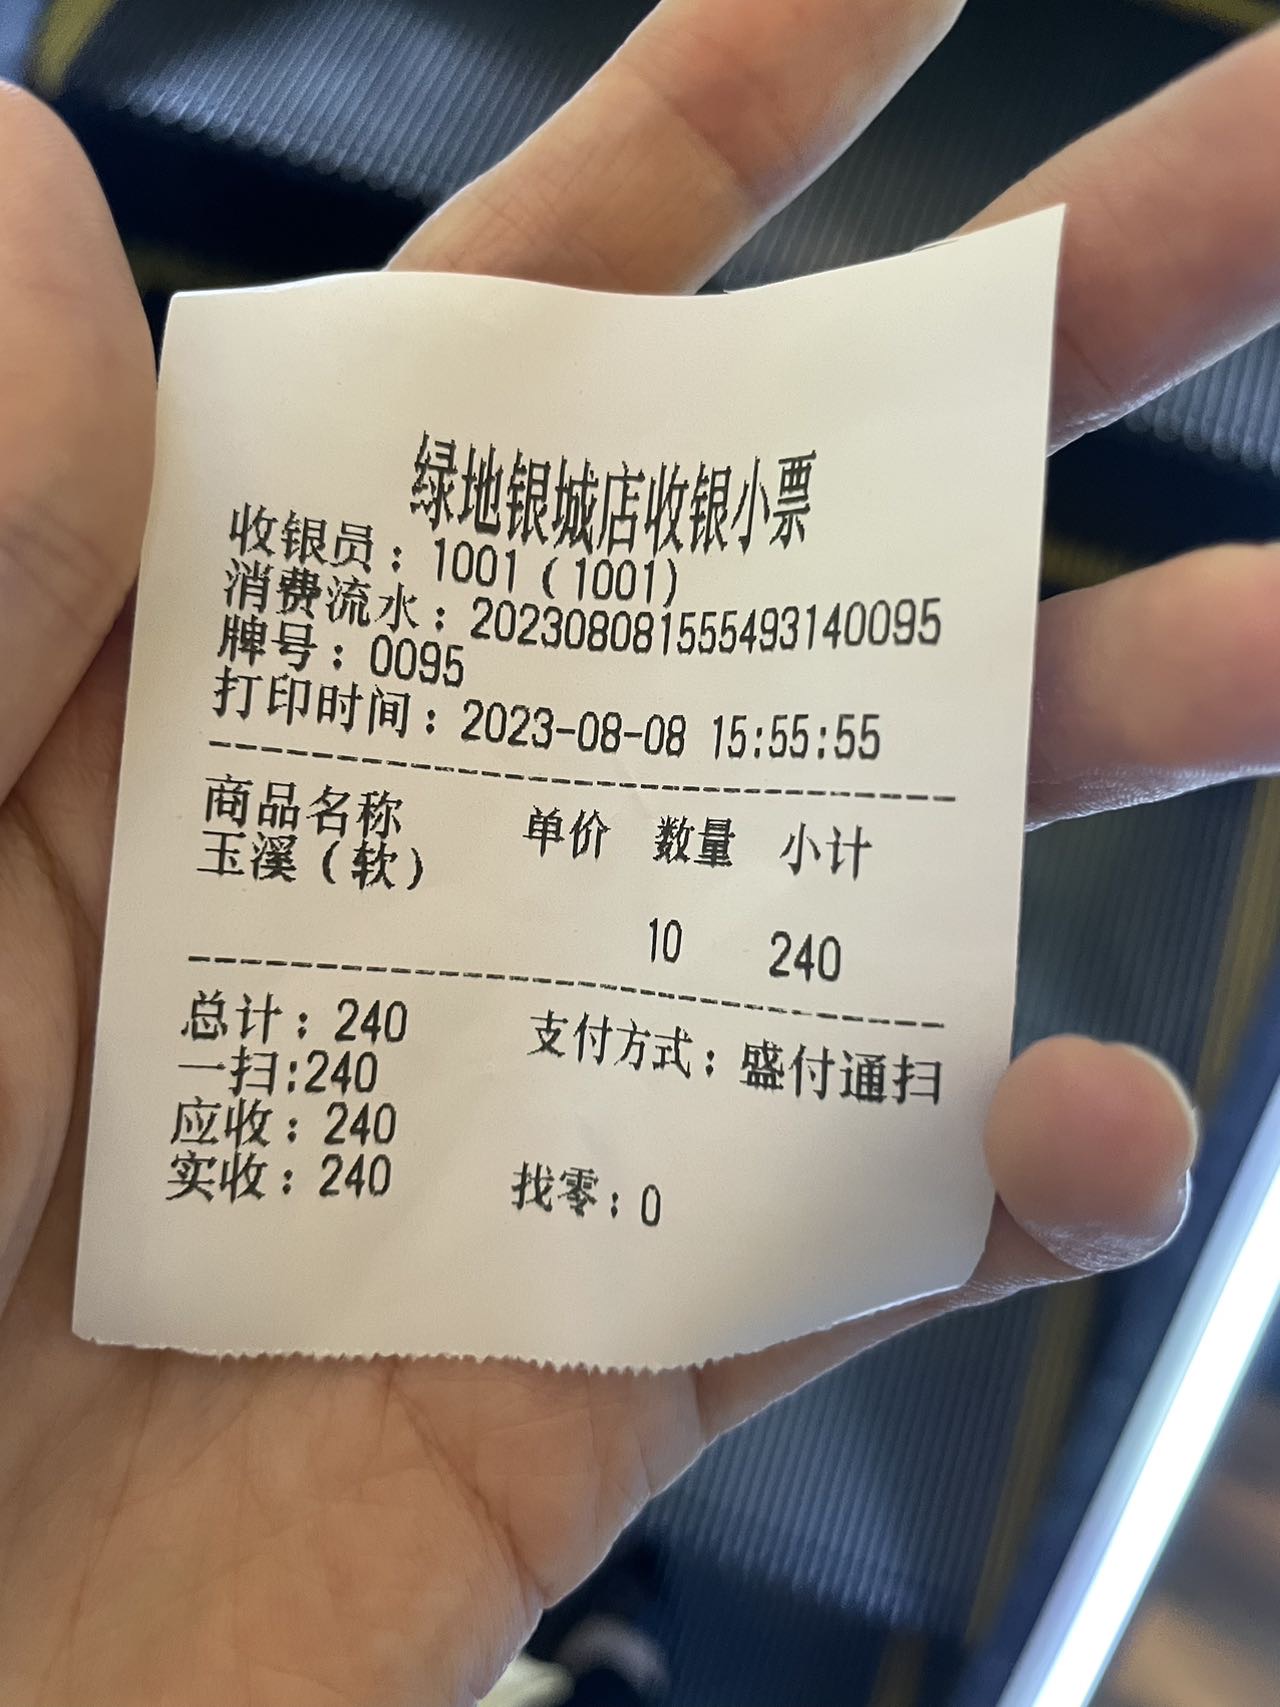 绿地银城店收银小票
收银员：1001（1001）
消费流水：202308081555493140095
牌号：0095
打印时间：2023-08-08 15:55:55
商品名称 单价 数量 小计
玉溪（软）
10 240
总计：240 支付方式：盛付通扫
一扫:240
应收：240
实收：240 找零：0